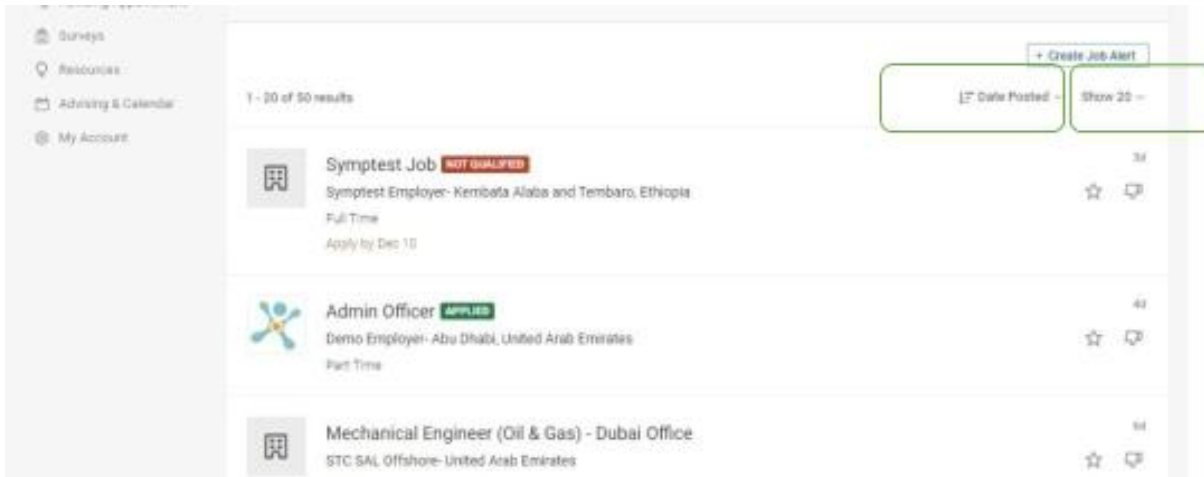 Surveys
Resources
Advising & Calendar
My Account
+ Create Job Alert
1 - 20 of 50 results
Date Posted
Show 20
Symptest Job NOT QUALIFIED
3d
Symptest Employer- Kembata Alaba and Tembaro, Ethiopia
Full Time
Apply by Dec 10
Admin Officer APPLIED
4d
Demo Employer- Abu Dhabi, United Arab Emirates
Part Time
Mechanical Engineer (Oil & Gas) - Dubai Office
STC SAL Offshore- United Arab Emirates